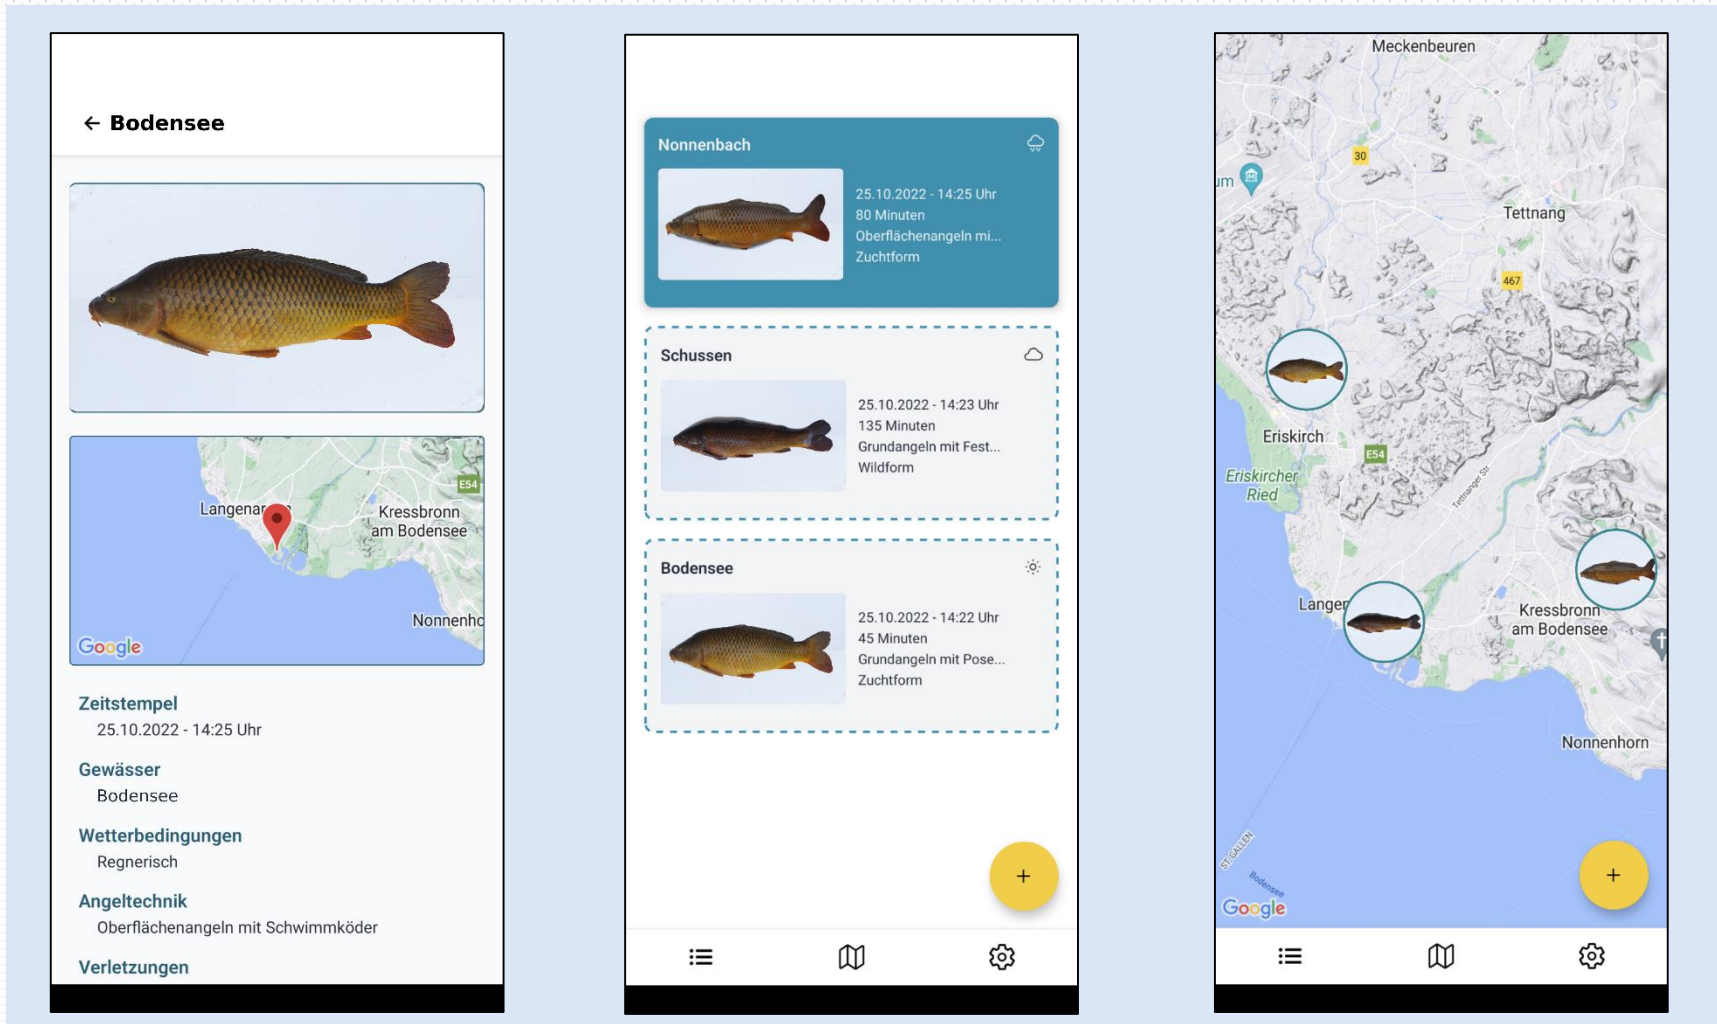 ← Bodensee
Langenar
E54
Kressbronn
am Bodensee
Nonnenho
Google
Zeitstempel
25.10.2022 - 14:25 Uhr
Gewässer
Bodensee
Wetterbedingungen
Regnerisch
Angeltechnik
Oberflächenangeln mit Schwimmköder
Verletzungen
Nonnenbach
25.10.2022 - 14:25 Uhr
80 Minuten
Oberflächenangeln mi...
Zuchtform
Schussen
25.10.2022 - 14:23 Uhr
135 Minuten
Grundangeln mit Fest...
Wildform
Bodensee
25.10.2022 - 14:22 Uhr
45 Minuten
Grundangeln mit Pose...
Zuchtform
+
Meckenbeuren
30
um
Tettnang
467
Eriskirch
E54
Eriskircher
Ried
Tettnanger Str.
Langen
Kressbronn
am Bodensee
Nonnenhorn
ST. GALLEN
Bodensee
Google
+